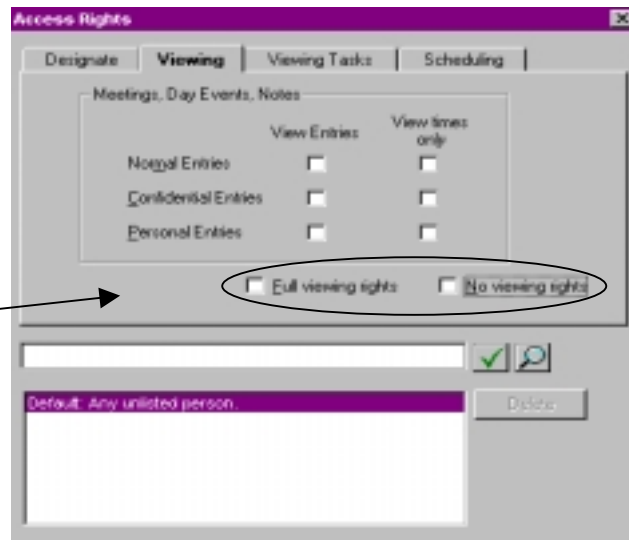 Access Rights
Designate Viewing Viewing Tasks Scheduling
Meetings, Day Events, Notes
View Entries View times only
Normal Entries
Confidential Entries
Personal Entries
Full viewing rights No viewing rights
Default: Any unlisted person.
Delete